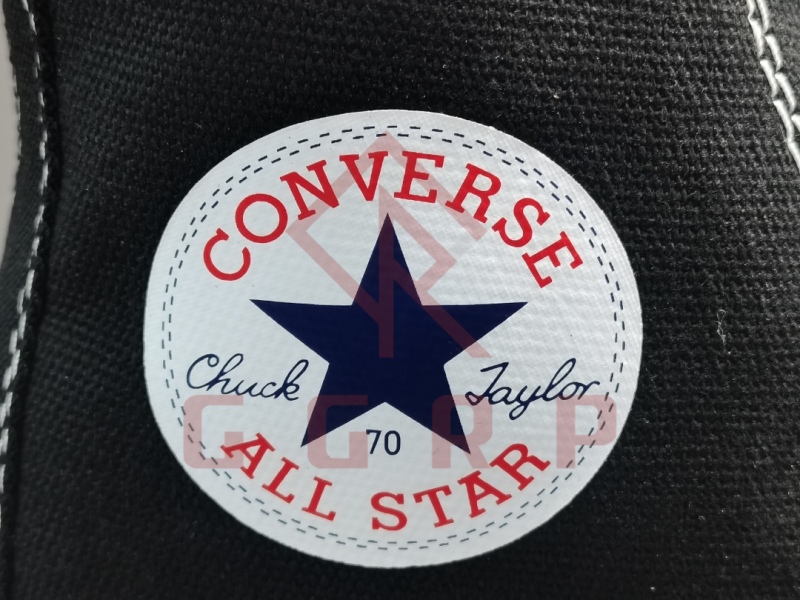 CONVERSE
Chuck Taylor
70
ALL STAR
GGRP